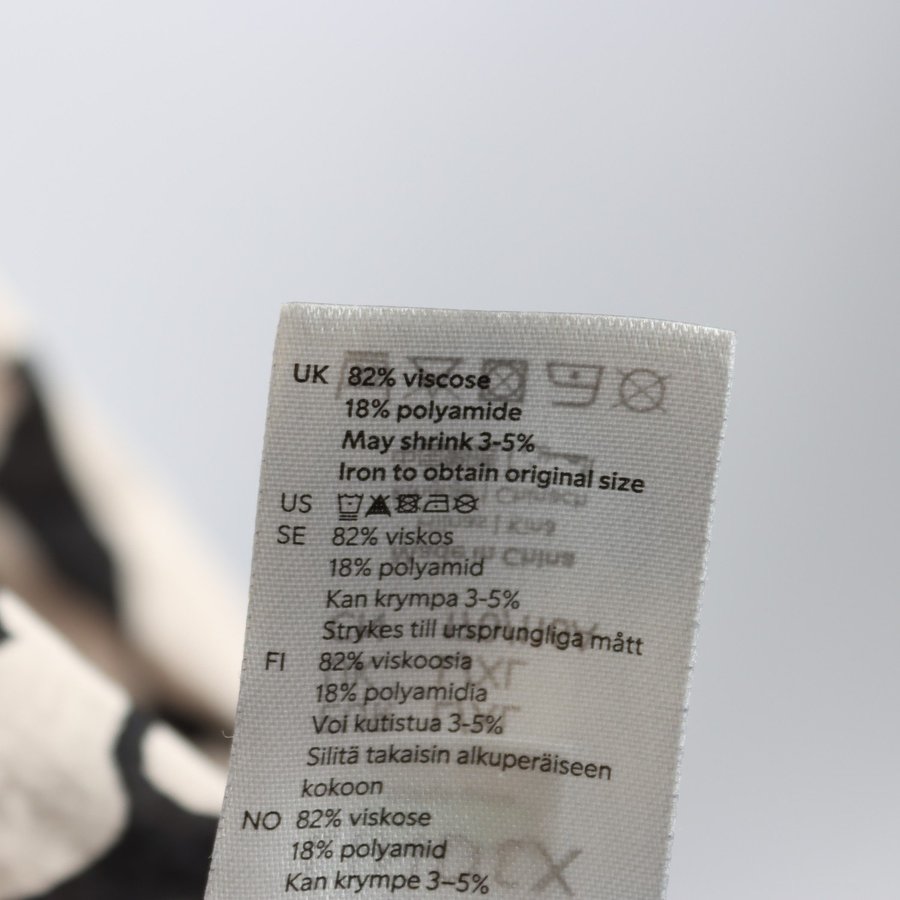 UK 82% viscose
18% polyamide
May shrink 3-5%
Iron to obtain original size
US
SE 82% viskos
18% polyamid
Kan krympa 3-5%
Strykes till ursprungliga mått
FI 82% viskoosia
18% polyamidia
Voi kutistua 3-5%
Silitä takaisin alkuperäiseen
kokoon
NO 82% viskose
18% polyamid
Kan krympe 3–5%